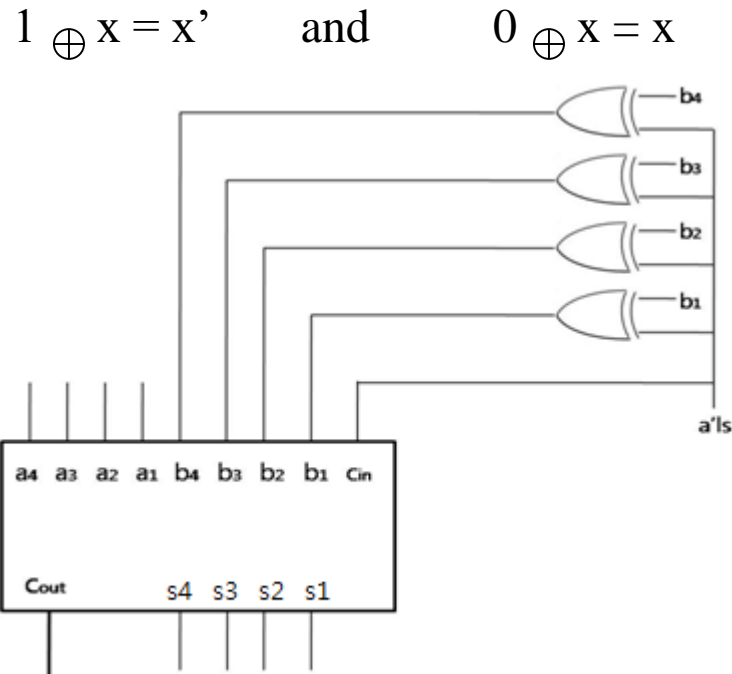 1 ⊕ x = x’ and 0 ⊕ x = x
b4
b3
b2
b1
a'ls
a4 a3 a2 a1 b4 b3 b2 b1 Cin
Cout s4 s3 s2 s1